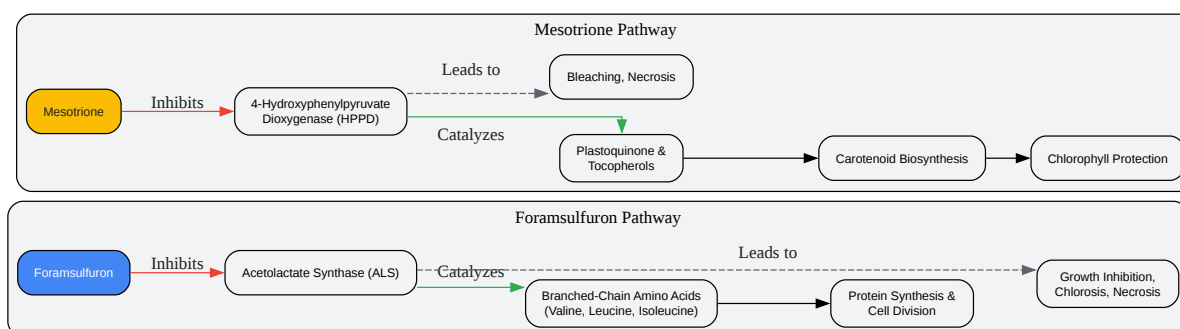 Mesotrione Pathway
Mesotrione
Inhibits
4-Hydroxyphenylpyruvate
Dioxygenase (HPPD)
Leads to
Bleaching, Necrosis
Catalyzes
Plastoquinone &
Tocopherols
Carotenoid Biosynthesis
Chlorophyll Protection
Foramsulfuron Pathway
Foramsulfuron
Inhibits
Acetolactate Synthase (ALS)
Catalyzes
Leads to
Branched-Chain Amino Acids
(Valine, Leucine, Isoleucine)
Protein Synthesis &
Cell Division
Growth Inhibition,
Chlorosis, Necrosis